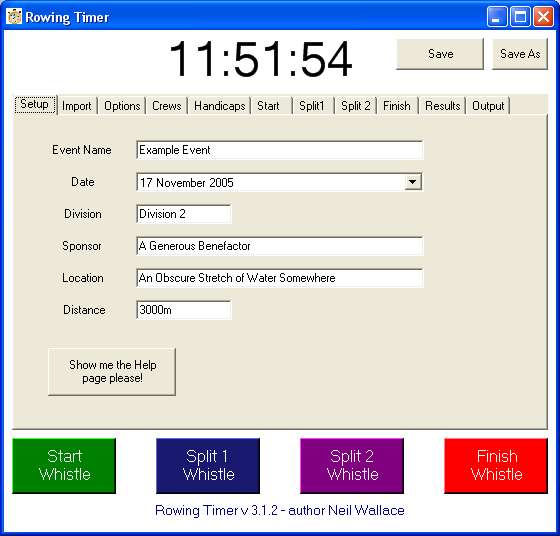 Rowing Timer
11:51:54
Save
Save As
Setup Import Options Crews Handicaps Start Split1 Split 2 Finish Results Output
Event Name Example Event
Date 17 November 2005
Division Division 2
Sponsor A Generous Benefactor
Location An Obscure Stretch of Water Somewhere
Distance 3000m
Show me the Help
page please!
Start
Whistle
Split 1
Whistle
Split 2
Whistle
Finish
Whistle
Rowing Timer v 3.1.2 - author Neil Wallace